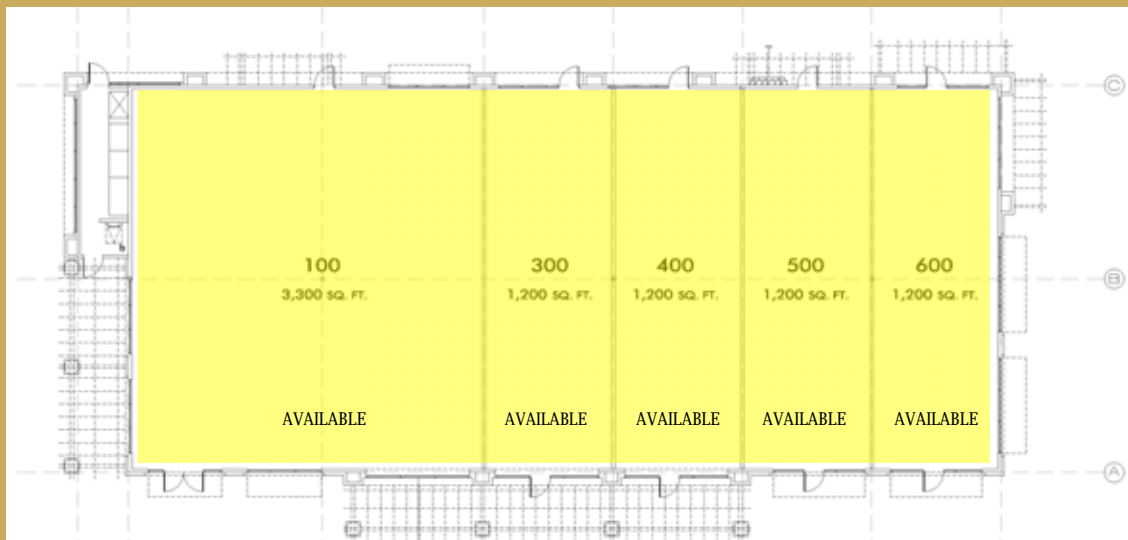 C
100
300
400
500
600
B
3,300 SQ. FT.
1,200 SQ. FT.
1,200 SQ. FT.
1,200 SQ. FT.
1,200 SQ. FT.
AVAILABLE
AVAILABLE
AVAILABLE
AVAILABLE
AVAILABLE
A